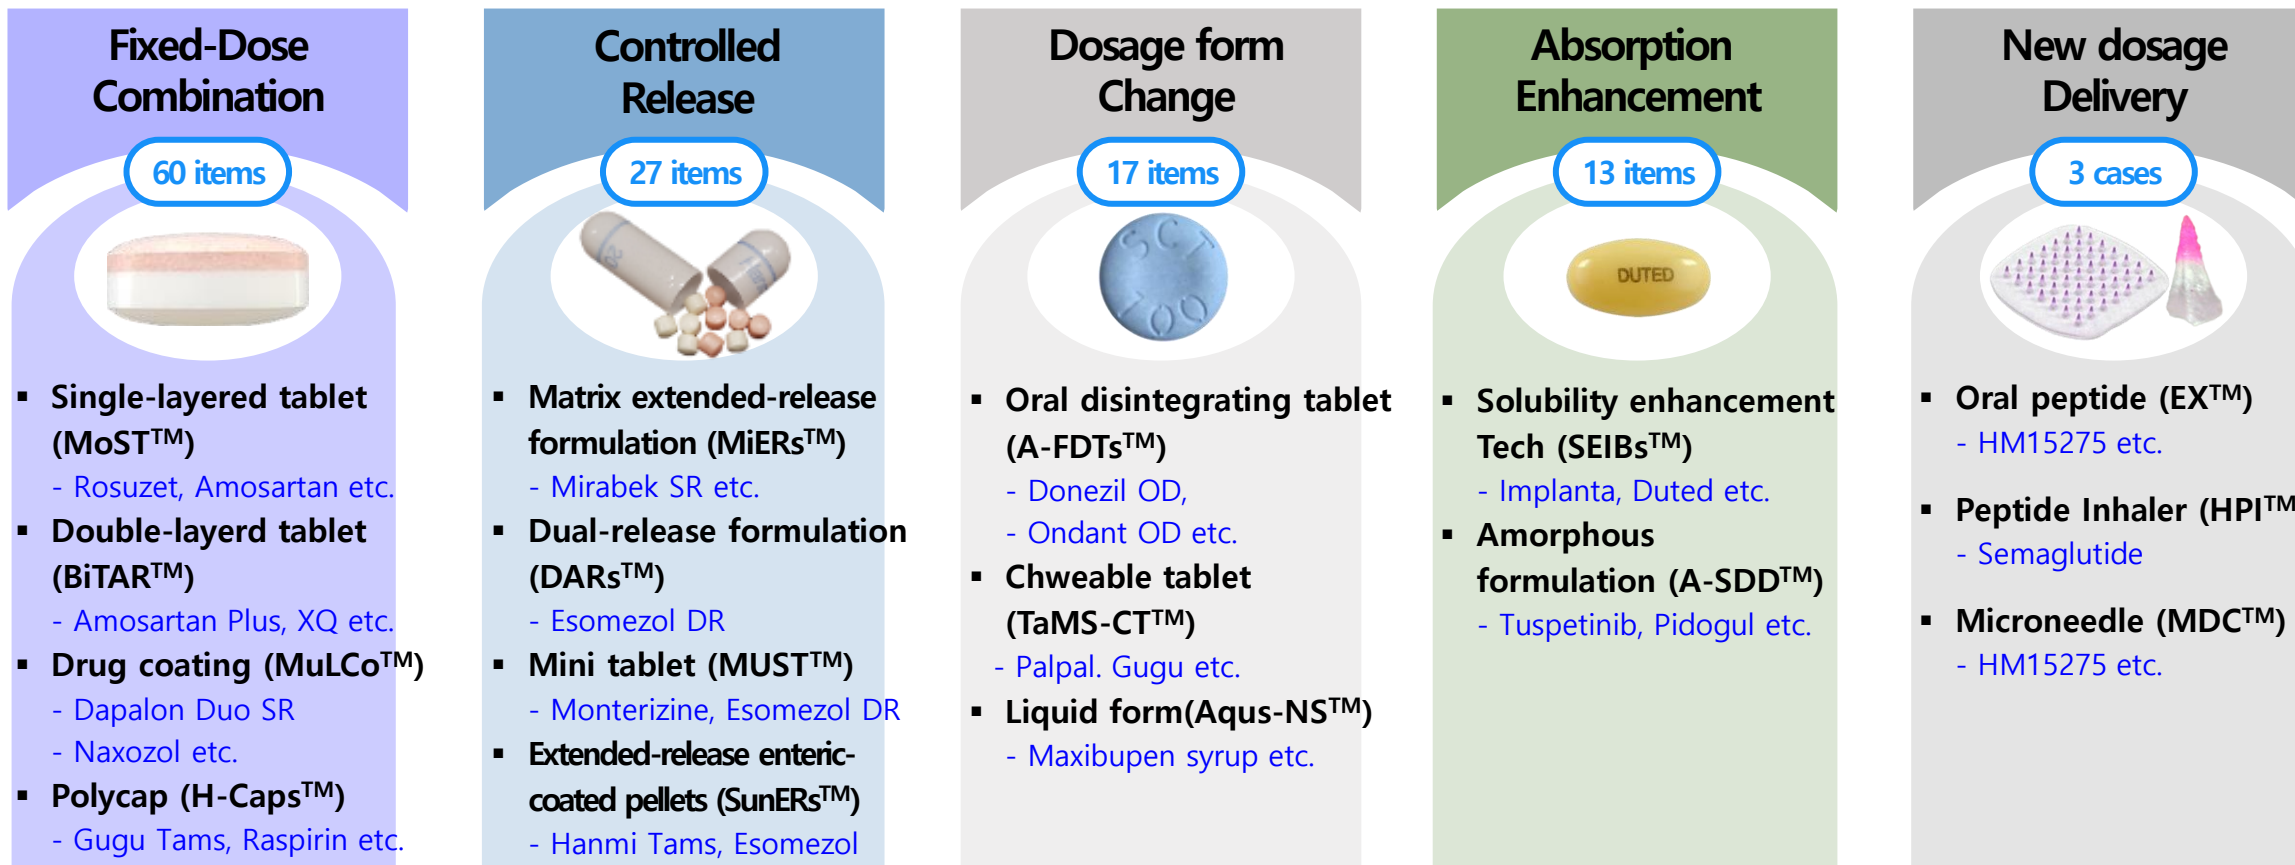 Fixed-Dose
Combination
60 items
▪ Single-layered tablet
(MoST™)
- Rosuzet, Amosartan etc.
▪ Double-layerd tablet
(BiTAR™)
- Amosartan Plus, XQ etc.
▪ Drug coating (MuLCo™)
- Dapalon Duo SR
- Naxozol etc.
▪ Polycap (H-Caps™)
- Gugu Tams, Raspirin etc.
Controlled
Release
27 items
▪ Matrix extended-release
formulation (MiERs™)
- Mirabek SR etc.
▪ Dual-release formulation
(DARs™)
- Esomezol DR
▪ Mini tablet (MUST™)
- Monterizine, Esomezol DR
▪ Extended-release enteric-
coated pellets (SunERs™)
- Hanmi Tams, Esomezol
Dosage form
Change
17 items
SCT
100
▪ Oral disintegrating tablet
(A-FDTs™)
- Donezil OD,
- Ondant OD etc.
▪ Chweable tablet
(TaMS-CT™)
- Palpal. Gugu etc.
▪ Liquid form(Aqus-NS™)
- Maxibupen syrup etc.
Absorption
Enhancement
13 items
DUTED
▪ Solubility enhancement
Tech (SEIBs™)
- Implanta, Duted etc.
▪ Amorphous
formulation (A-SDD™)
- Tuspetinib, Pidogul etc.
New dosage
Delivery
3 cases
▪ Oral peptide (EX™)
- HM15275 etc.
▪ Peptide Inhaler (HPI™
- Semaglutide
▪ Microneedle (MDC™)
- HM15275 etc.